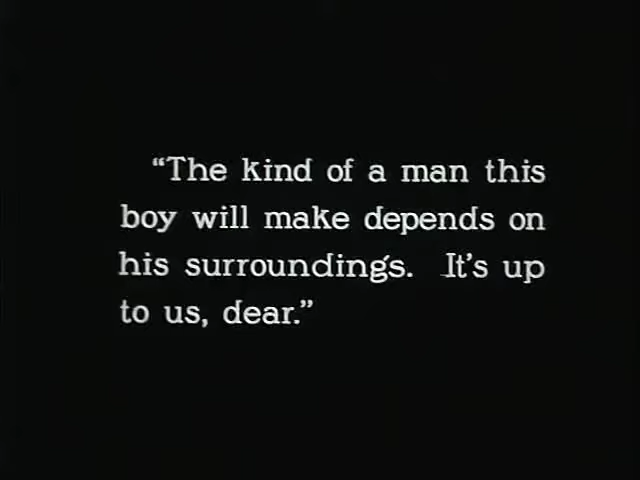 “The kind of a man this
boy will make depends on
his surroundings. It’s up
to us, dear.”